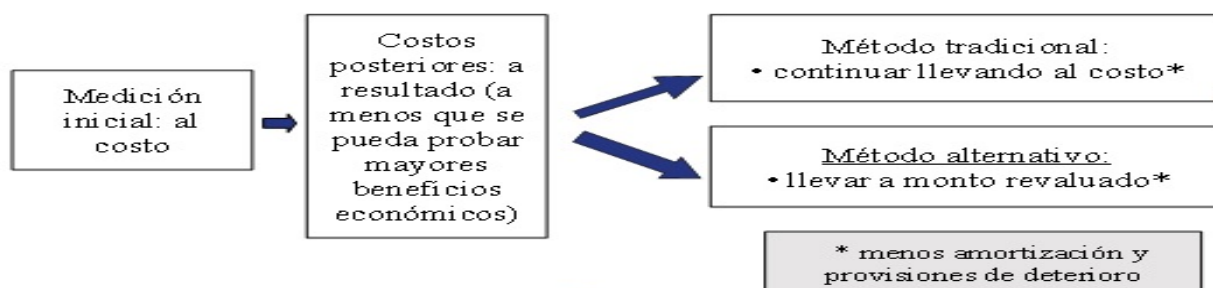 Medición
inicial: al
costo
Costos
posteriores: a
resultado (a
menos que se
pueda probar
mayores
beneficios
económicos)
Método tradicional:
• continuar llevando al costo*
Método alternativo:
• llevar a monto revaluado*
* menos amortización y
provisiones de deterioro